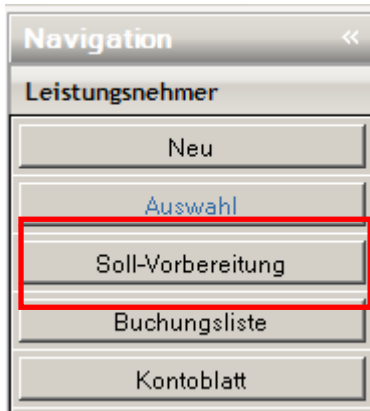 Navigation «
Leistungsnehmer
Neu
Auswahl
Soll-Vorbereitung
Buchungsliste
Kontoblatt